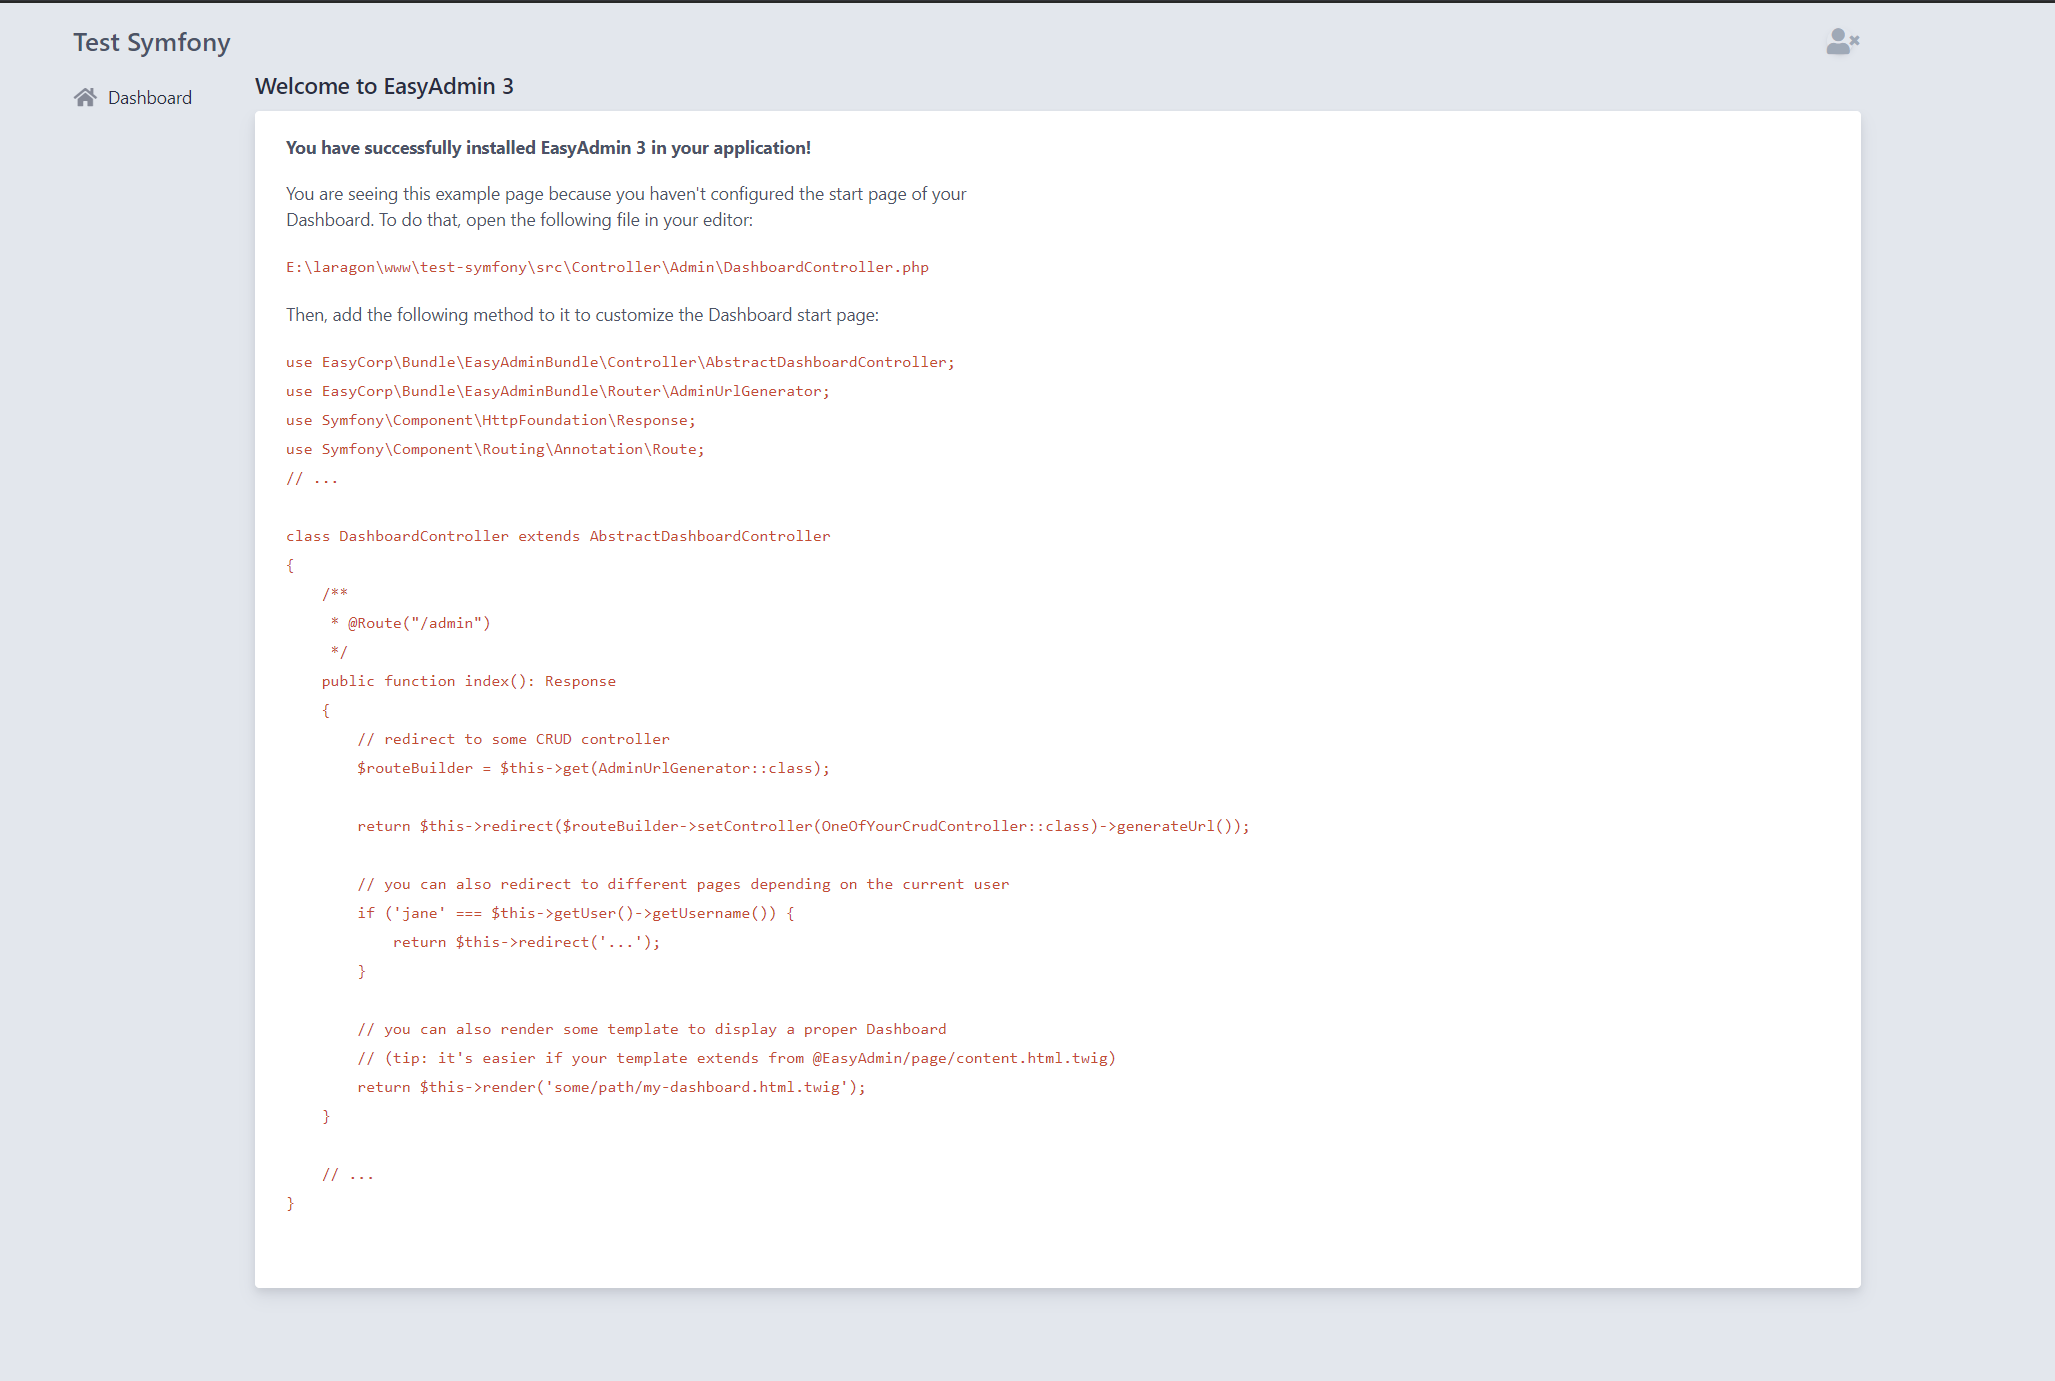 Test Symfony
Dashboard
Welcome to EasyAdmin 3
You have successfully installed EasyAdmin 3 in your application!
You are seeing this example page because you haven't configured the start page of your
Dashboard. To do that, open the following file in your editor:
E:\laragon\www\test-symfony\src\Controller\Admin\DashboardController.php
Then, add the following method to it to customize the Dashboard start page:
use EasyCorp\Bundle\EasyAdminBundle\Controller\AbstractDashboardController;
use EasyCorp\Bundle\EasyAdminBundle\Router\AdminUrlGenerator;
use Symfony\Component\HttpFoundation\Response;
use Symfony\Component\Routing\Annotation\Route;
// ...

class DashboardController extends AbstractDashboardController
{
    /**
     * @Route("/admin")
     */
    public function index(): Response
    {
        // redirect to some CRUD controller
        $routeBuilder = $this->get(AdminUrlGenerator::class);

        return $this->redirect($routeBuilder->setController(OneOfYourCrudController::class)->generateUrl());

        // you can also redirect to different pages depending on the current user
        if ('jane' === $this->getUser()->getUsername()) {
            return $this->redirect('...');
        }

        // you can also render some template to display a proper Dashboard
        // (tip: it's easier if your template extends from @EasyAdmin/page/content.html.twig)
        return $this->render('some/path/my-dashboard.html.twig');
    }

    // ...
}